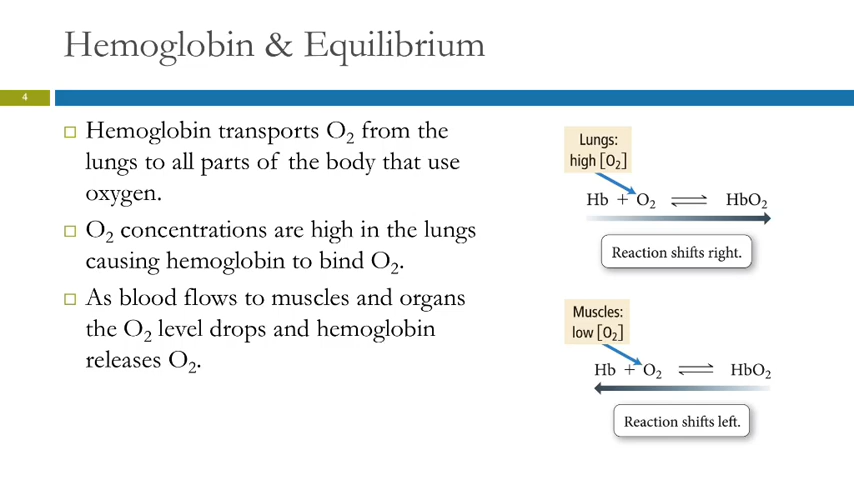 Hemoglobin & Equilibrium
4
Hemoglobin transports O₂ from the
lungs to all parts of the body that use
oxygen.
O₂ concentrations are high in the lungs
causing hemoglobin to bind O₂.
As blood flows to muscles and organs
the O₂ level drops and hemoglobin
releases O₂.
Lungs:
high [O₂]
Hb + O₂ ⇌ HbO₂
Reaction shifts right.
Muscles:
low [O₂]
Hb + O₂ ⇌ HbO₂
Reaction shifts left.